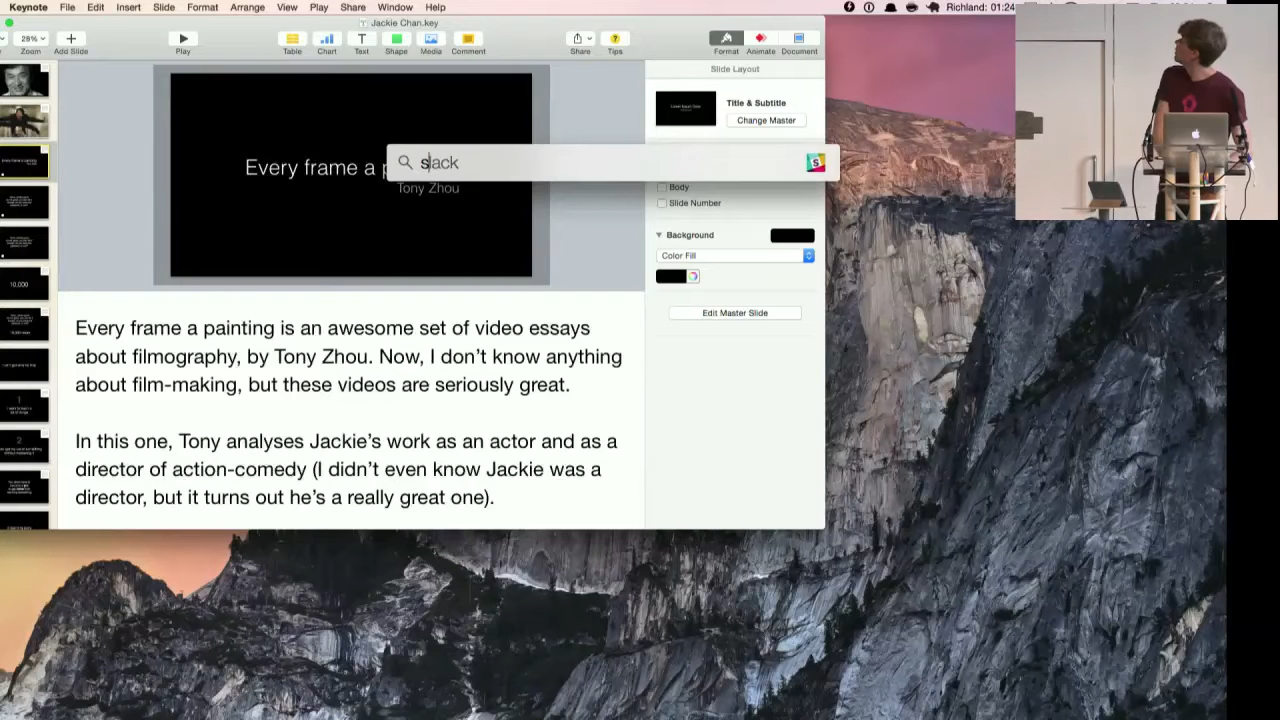 Keynote File Edit Insert Slide Format Arrange View Play Share Window Help
Richland: 01:24
Jackie Chan.key
28%
Zoom Add Slide Play Table Chart Text Shape Media Comment Share Tips Format Animate Document
Slide Layout
Title & Subtitle
Change Master
slack
Every frame a p
Tony Zhou
Body
Slide Number
Background
Color Fill
Edit Master Slide
10,000
1
2
Every frame a painting is an awesome set of video essays
about filmography, by Tony Zhou. Now, I don’t know anything
about film-making, but these videos are seriously great.
In this one, Tony analyses Jackie’s work as an actor and as a
director of action-comedy (I didn’t even know Jackie was a
director, but it turns out he’s a really great one).